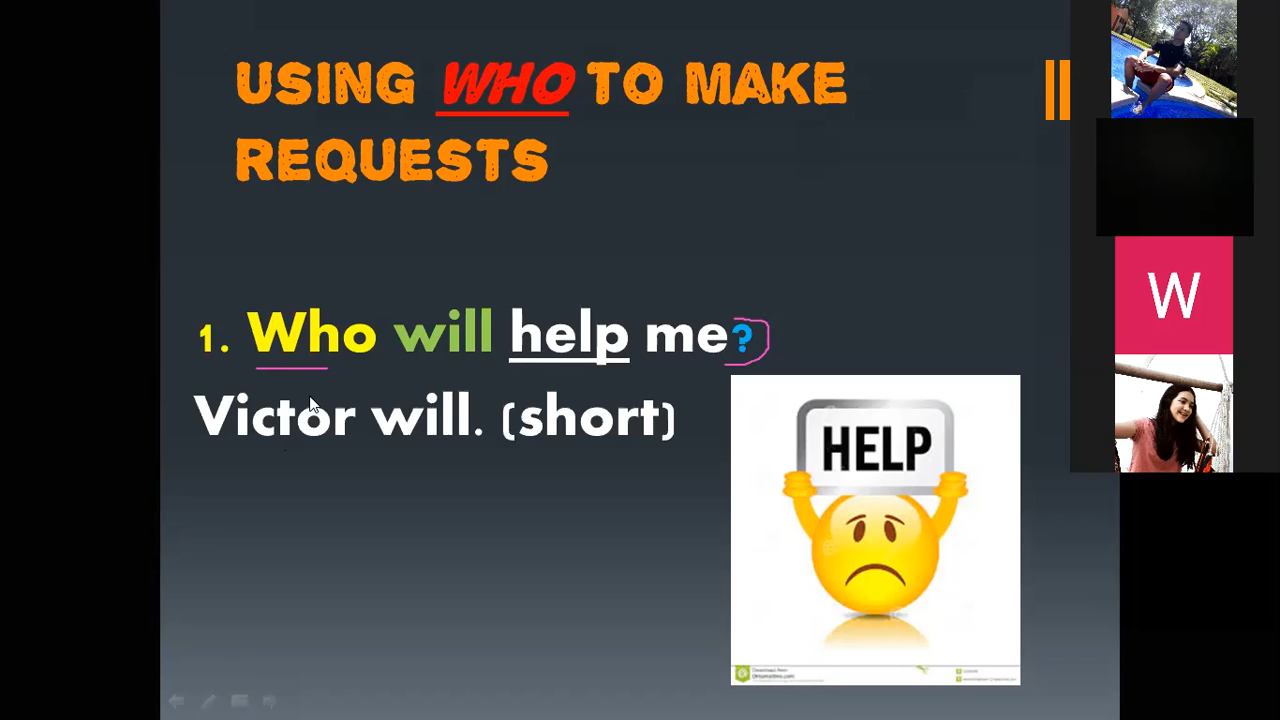 USING WHO TO MAKE
REQUESTS
1. Who will help me?
Victor will. (short)
HELP
W